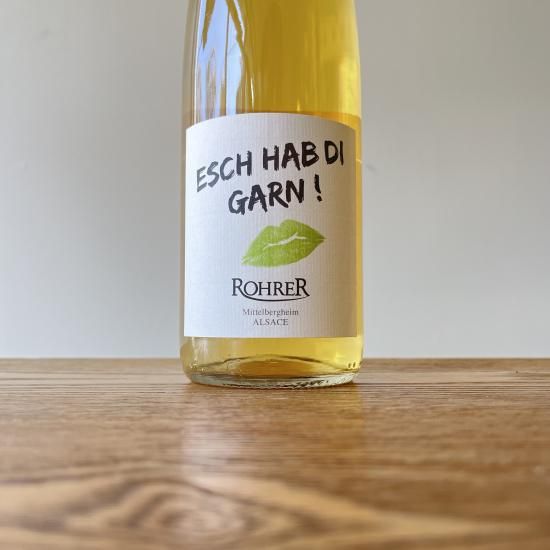 ESCH HAB DI
GARN !
ROHRER
Mittelbergheim
ALSACE